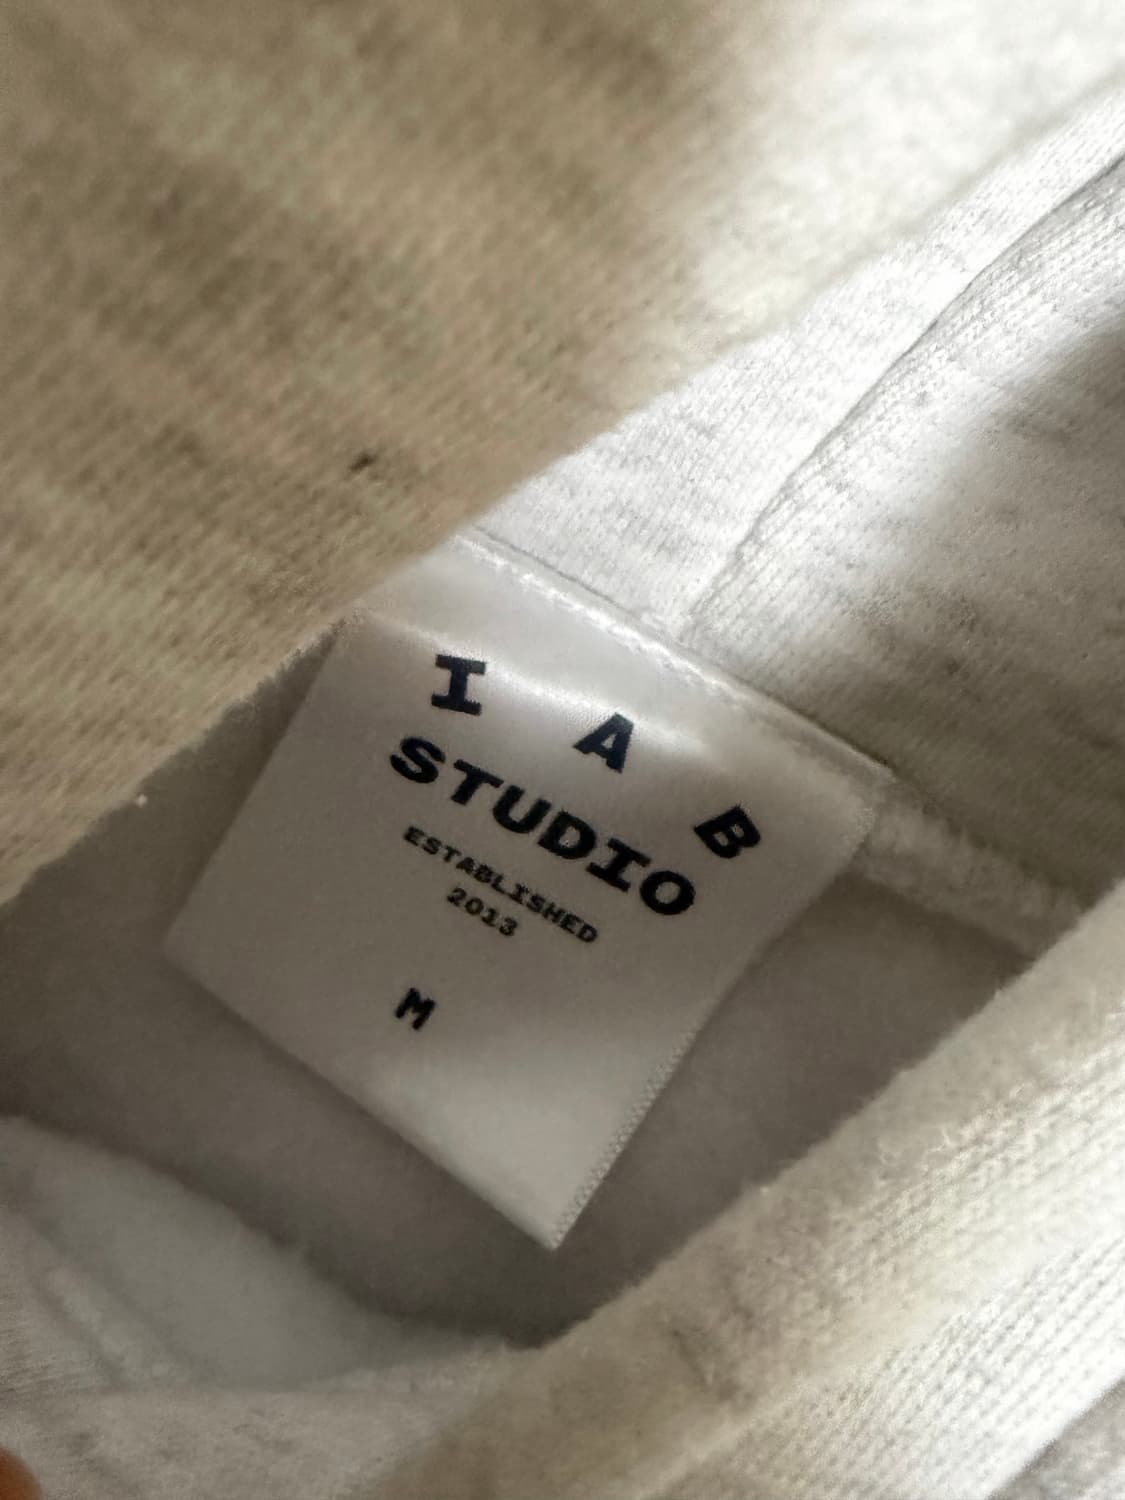 I A B
STUDIO
ESTABLISHED
2013
M